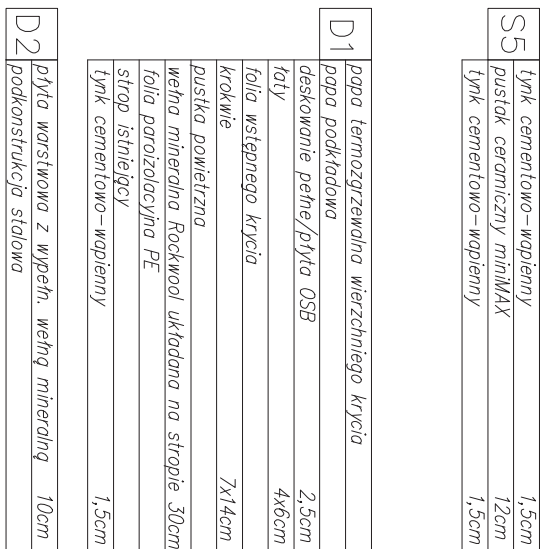 S5
tynk cementowo-wapienny 1,5cm
pustak ceramiczny miniMAX 12cm
tynk cementowo-wapienny 1,5cm
D1
papa termozgrzewalna wierzchniego krycia
papa podkładowa
deskowanie pełne/płyta OSB 2,5cm
łaty 4x6cm
folia wstępnego krycia
krokwie 7x14cm
pustka powietrzna
wełna mineralna Rockwool układana na stropie 30cm
folia paroizolacyjna PE
strop istniejący
tynk cementowo-wapienny 1,5cm
D2
płyta warstwowa z wypełn. wełną mineralną 10cm
podkonstrukcja stalowa